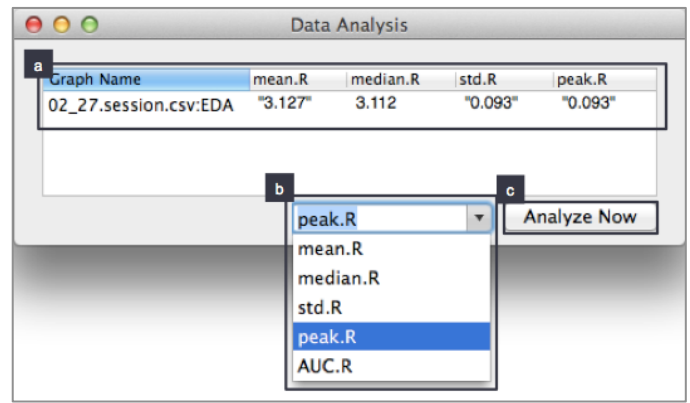 Data Analysis
a
Graph Name mean.R median.R std.R peak.R
02_27.session.csv:EDA "3.127" 3.112 "0.093" "0.093"
b
c
peak.R
Analyze Now
mean.R
median.R
std.R
peak.R
AUC.R